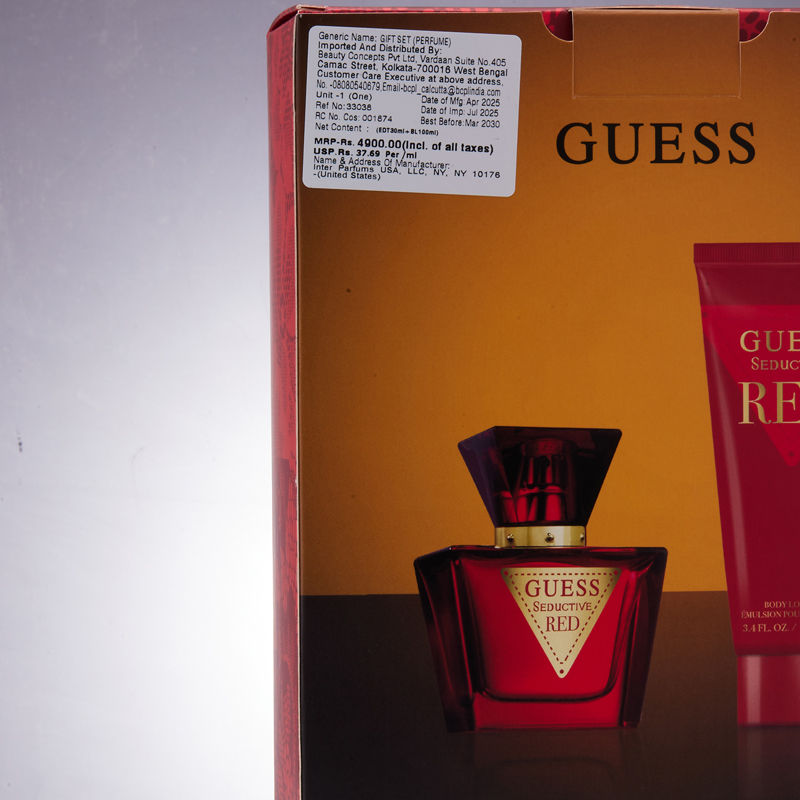 Generic Name: GIFT SET (PERFUME)
Imported And Distributed By:
Beauty Concepts Pvt Ltd, Vardaan Suite No.405
Camac Street, Kolkata-700016 West Bengal
Customer Care Executive at above address,
No. -08080540679,Email-bcpl_calcutta@bcplindia.com
Unit -1 (One)
Date of Mfg: Apr 2025
Ref No:33038
Date of Imp: Jul 2025
RC No. Cos: 001874
Best Before:Mar 2030
Net Content : (EDT30ml+BL100ml)
MRP-Rs. 4900.00(Incl. of all taxes)
USP.Rs. 37.69 Per /ml
Name & Address Of Manufacturer:
Inter Parfums USA, LLC, NY, NY 10176
-(United States)
GUESS
GUESS
SEDUCTIVE
RED
GUE
SEDUC
RE
BODY LO
ÉMULSION POU
3.4 FL. OZ. /